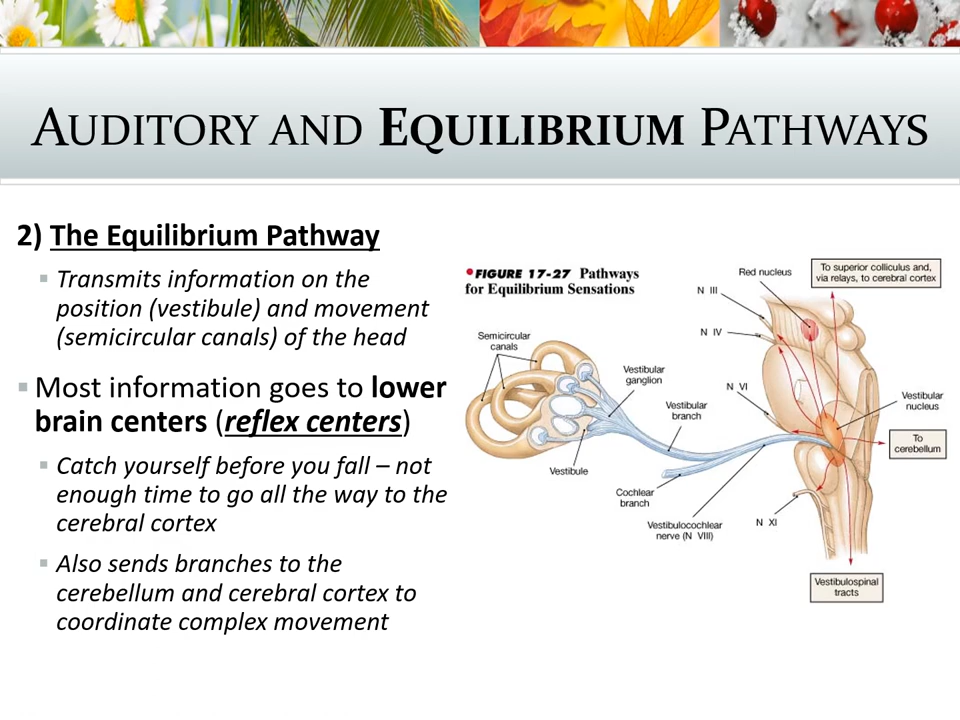 AUDITORY AND EQUILIBRIUM PATHWAYS
2) The Equilibrium Pathway
▪ Transmits information on the
position (vestibule) and movement
(semicircular canals) of the head
▪ Most information goes to lower
brain centers (reflex centers)
▪ Catch yourself before you fall – not
enough time to go all the way to the
cerebral cortex
▪ Also sends branches to the
cerebellum and cerebral cortex to
coordinate complex movement
•FIGURE 17-27 Pathways
for Equilibrium Sensations
Red nucleus
To superior colliculus and,
via relays, to cerebral cortex
N III
N IV
Semicircular
canals
Vestibular
ganglion
N VI
Vestibular
branch
Vestibular
nucleus
To
cerebellum
Vestibule
Cochlear
branch
Vestibulocochlear
nerve (N VIII)
N XI
Vestibulospinal
tracts